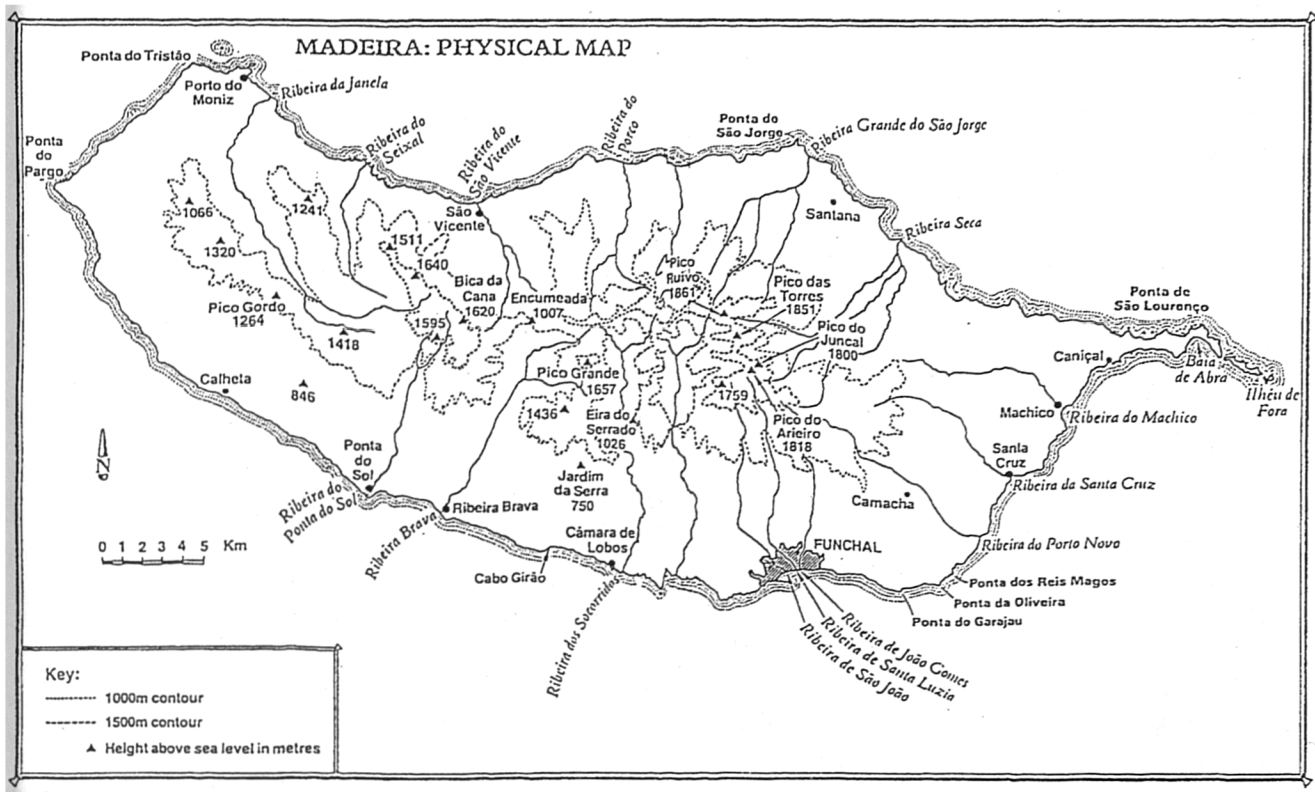 MADEIRA: PHYSICAL MAP
Ponta do Tristão
Porto do
Moniz
Ribeira da Janela
Ribeira do
Seixal
Ribeira do
São Vicente
Ribeira do
Porco
Ponta do
São Jorge
Ribeira Grande do São Jorge
Ponta
do
Pargo
1066
1241
1320
1511
1640
São
Vicente
Santana
Ribeira Seca
Pico Gordo
1264
Bica da
Cana
1620
Encumeada
1007
Pico
Ruivo
1861
Pico das
Torres
1851
Ponta de
São Lourenço
1418
1595
Pico do
Juncal
1800
Caniçal
Baia
de Abra
Ilhéu de
Fora
Calheta
846
Pico Grande
1657
1436
Eira do
Serrado
1026
1759
Pico do
Arieiro
1818
Machico
Ribeira do Machico
N
Ponta
do
Sol
Jardim
da Serra
750
Santa
Cruz
Ribeira da Santa Cruz
Camacha
Ribeira do
Ponta do Sol
Ribeira Brava
Ribeira Brava
Câmara de
Lobos
FUNCHAL
Ribeira do Porto Novo
0 1 2 3 4 5 Km
Cabo Girão
Ribeira dos Socorridos
Ponta dos Reis Magos
Ponta da Oliveira
Ponta do Garajau
Ribeira de João Gomes
Ribeira de Santa Luzia
Ribeira de São João
Key:
1000m contour
1500m contour
Height above sea level in metres